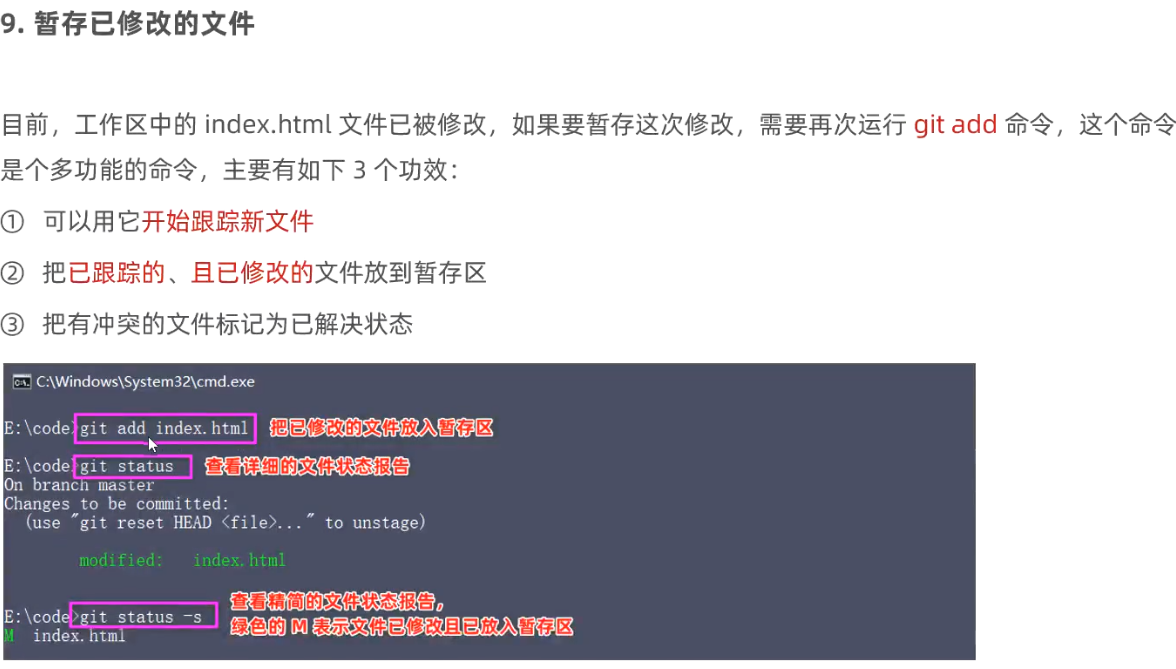 9. 暂存已修改的文件
目前，工作区中的 index.html 文件已被修改，如果要暂存这次修改，需要再次运行 git add 命令，这个命令
是个多功能的命令，主要有如下 3 个功效：
① 可以用它开始跟踪新文件
② 把已跟踪的、且已修改的文件放到暂存区
③ 把有冲突的文件标记为已解决状态
C:\Windows\System32\cmd.exe
E:\code>git add index.html 把已修改的文件放入暂存区
E:\code>git status 查看详细的文件状态报告
On branch master
Changes to be committed:
(use "git reset HEAD <file>..." to unstage)
modified: index.html
查看精简的文件状态报告，
E:\code>git status -s 绿色的 M 表示文件已修改且已放入暂存区
M index.html